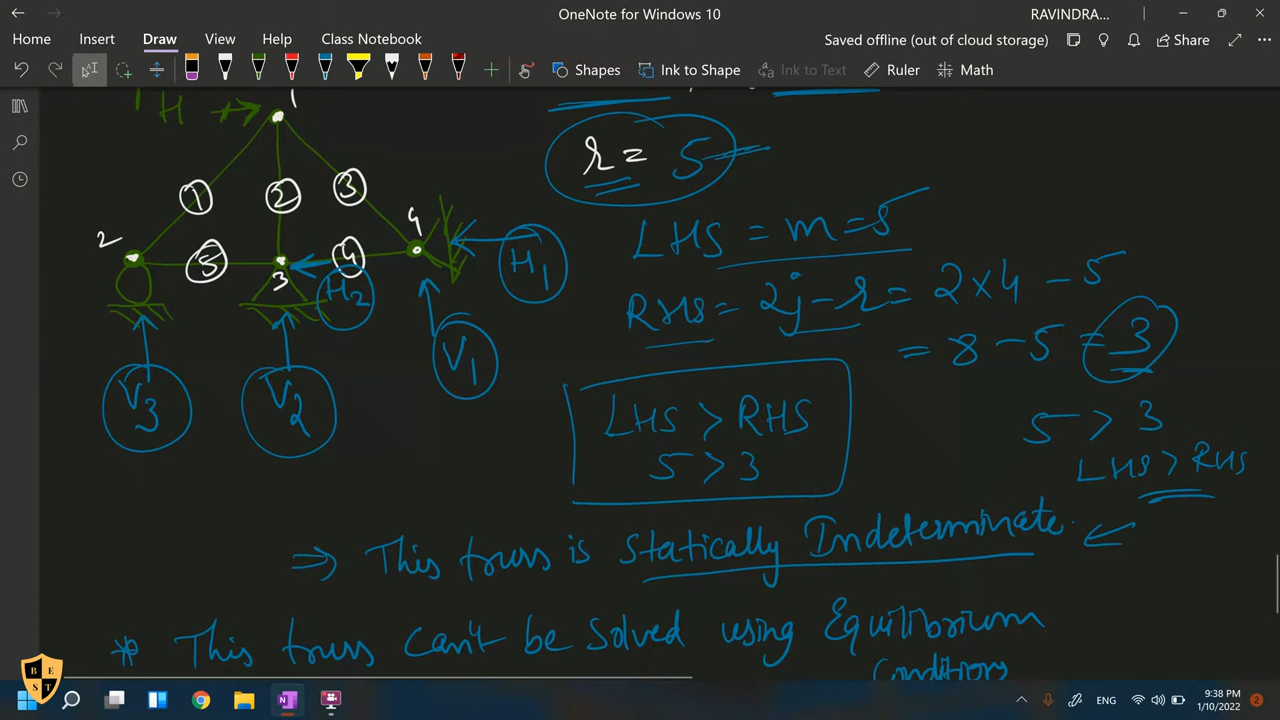 OneNote for Windows 10
RAVINDRA...
Home Insert Draw View Help Class Notebook
Saved offline (out of cloud storage)
Share
Shapes
Ink to Shape
Ink to Text
Ruler
Math
H
1
r = 5
1 2 3
2
4
5
3
4
H1
H2
LHS = m = 5
RHS = 2j - r = 2 x 4 - 5
= 8 - 5 = 3
V3
V2
V1
LHS > RHS
5 > 3
5 > 3
LHS > RHS
⇒ This truss is Statically Indeterminate.
* This truss can't be Solved using Equilibrium
Conditions
BEST
ENG
9:38 PM
1/10/2022
2